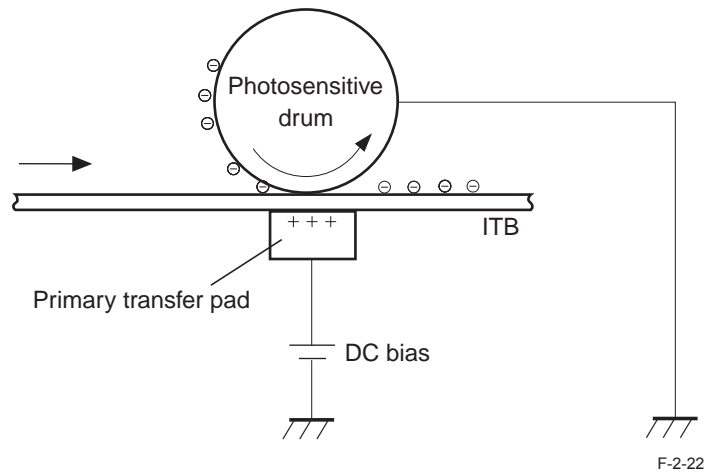 Photosensitive
drum
+ + +
ITB
Primary transfer pad
DC bias
F-2-22